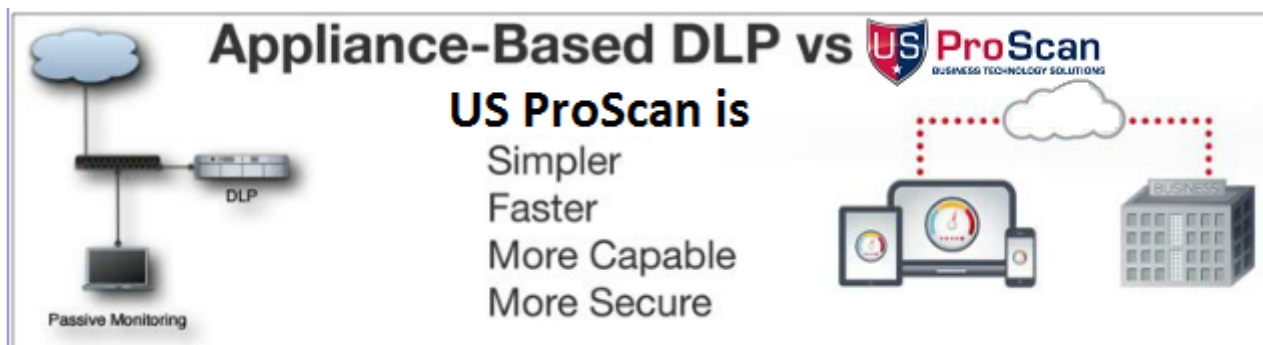 Appliance-Based DLP vs US ProScan
BUSINESS TECHNOLOGY SOLUTIONS
US ProScan is
Simpler
Faster
More Capable
More Secure
DLP
Passive Monitoring
BUSINESS